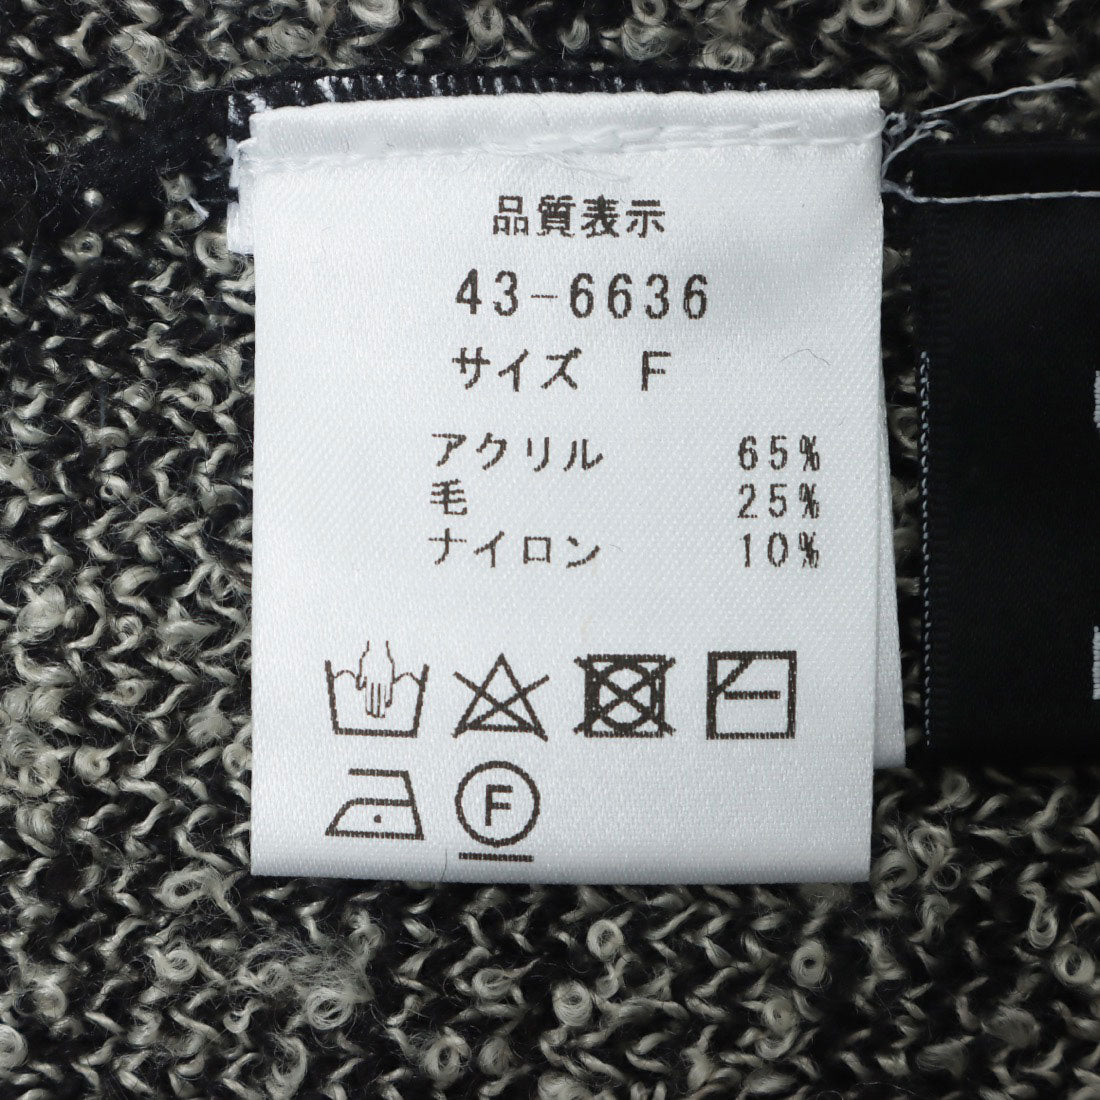 品質表示
43-6636
サイズ F
アクリル 65%
毛 25%
ナイロン 10%
F